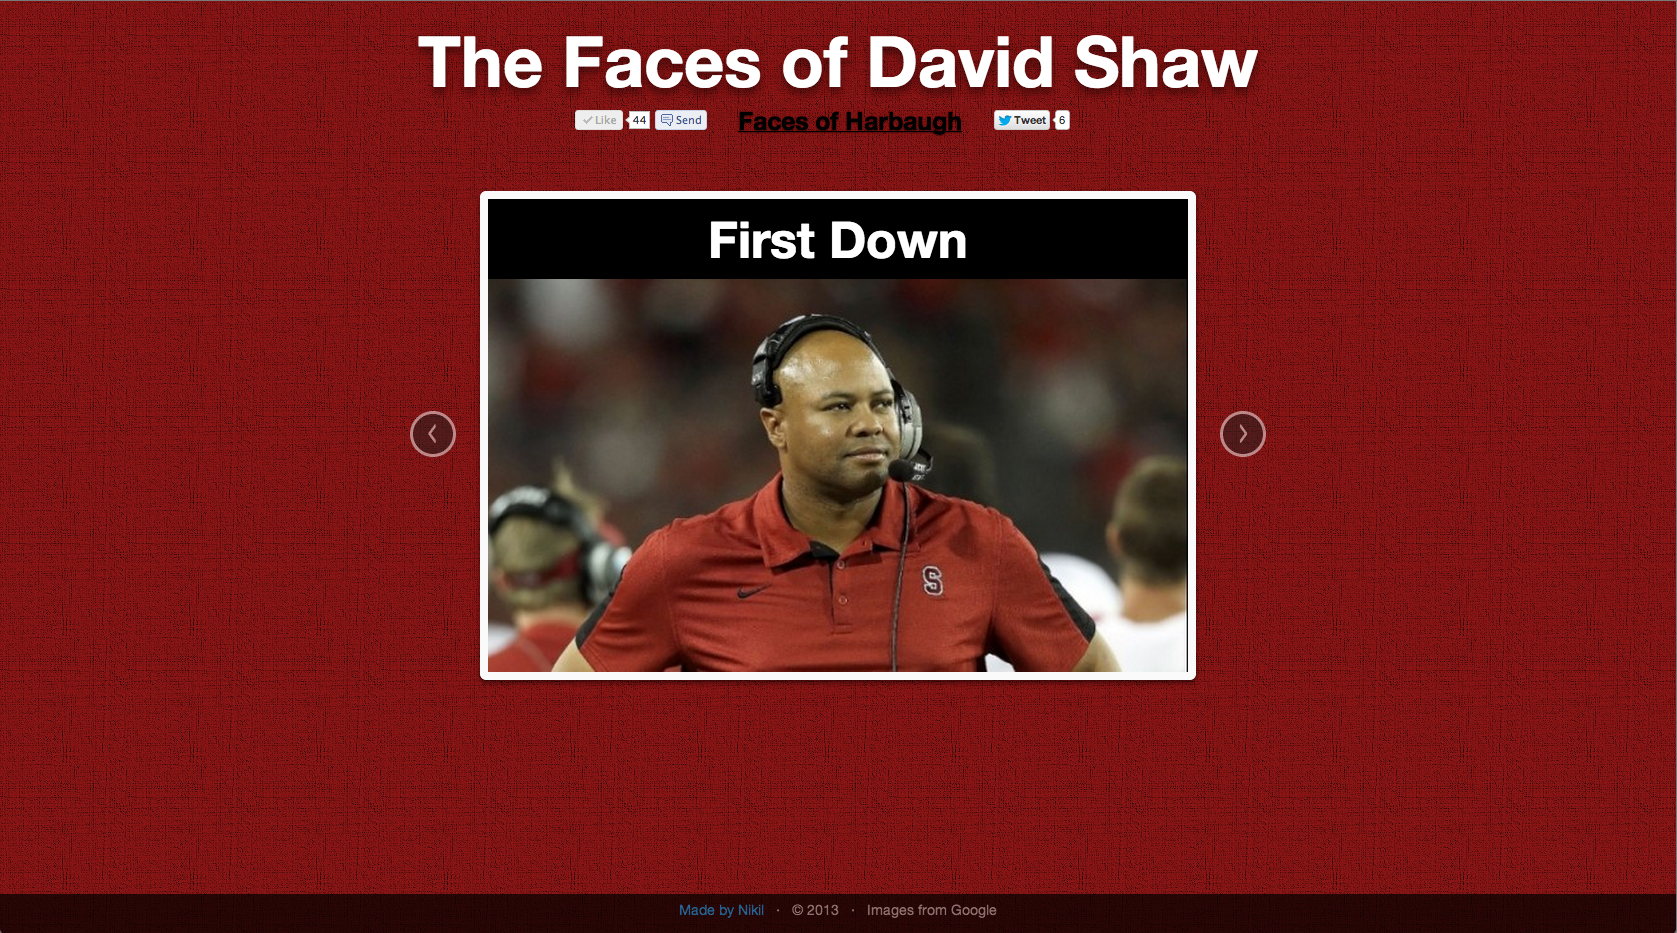 The Faces of David Shaw
Like 44 Send Faces of Harbaugh Tweet 6
First Down
S
Made by Nikil · © 2013 · Images from Google